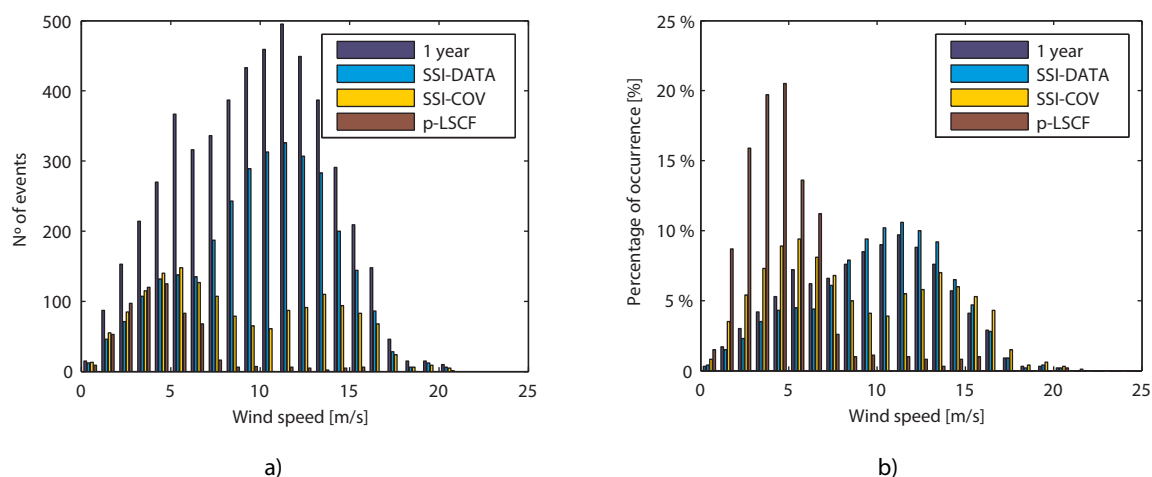 500
400
300
200
100
0
Nº of events
1 year
SSI-DATA
SSI-COV
p-LSCF
0 5 10 15 20 25
Wind speed [m/s]
a)
25 %
20 %
15 %
10 %
5 %
0
Percentage of occurrence [%]
1 year
SSI-DATA
SSI-COV
p-LSCF
0 5 10 15 20 25
Wind speed [m/s]
b)